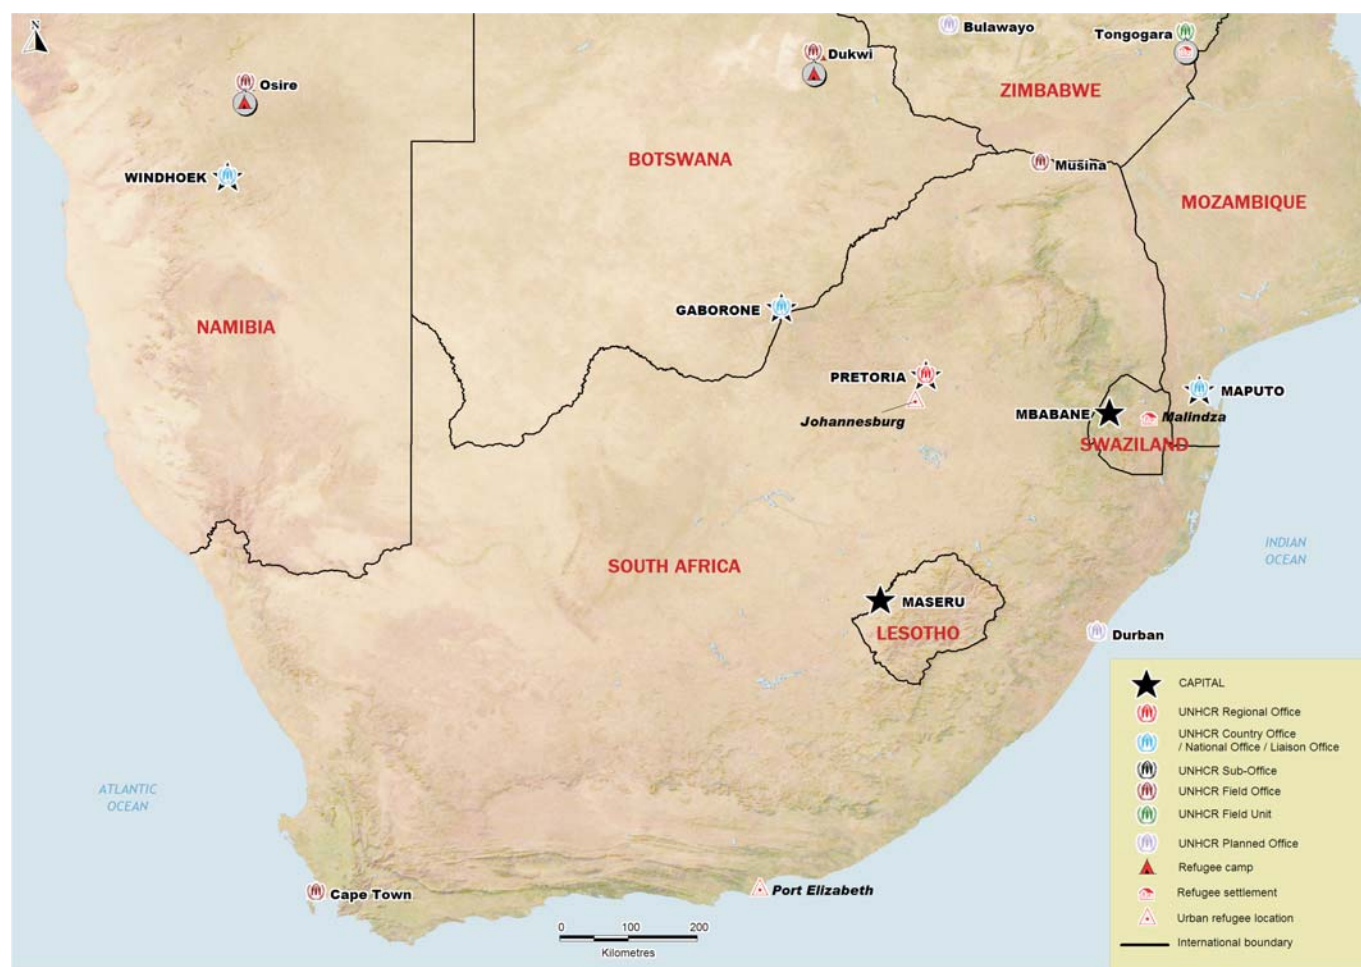 N
Bulawayo
Tongogara
Dukwi
Osire
ZIMBABWE
BOTSWANA
Musina
WINDHOEK
MOZAMBIQUE
GABORONE
NAMIBIA
PRETORIA
MAPUTO
Johannesburg
MBABANE
Malindza
SWAZILAND
INDIAN
OCEAN
SOUTH AFRICA
MASERU
LESOTHO
Durban
ATLANTIC
OCEAN
Cape Town
Port Elizabeth
0 100 200
Kilometres
CAPITAL
UNHCR Regional Office
UNHCR Country Office
/ National Office / Liaison Office
UNHCR Sub-Office
UNHCR Field Office
UNHCR Field Unit
UNHCR Planned Office
Refugee camp
Refugee settlement
Urban refugee location
International boundary